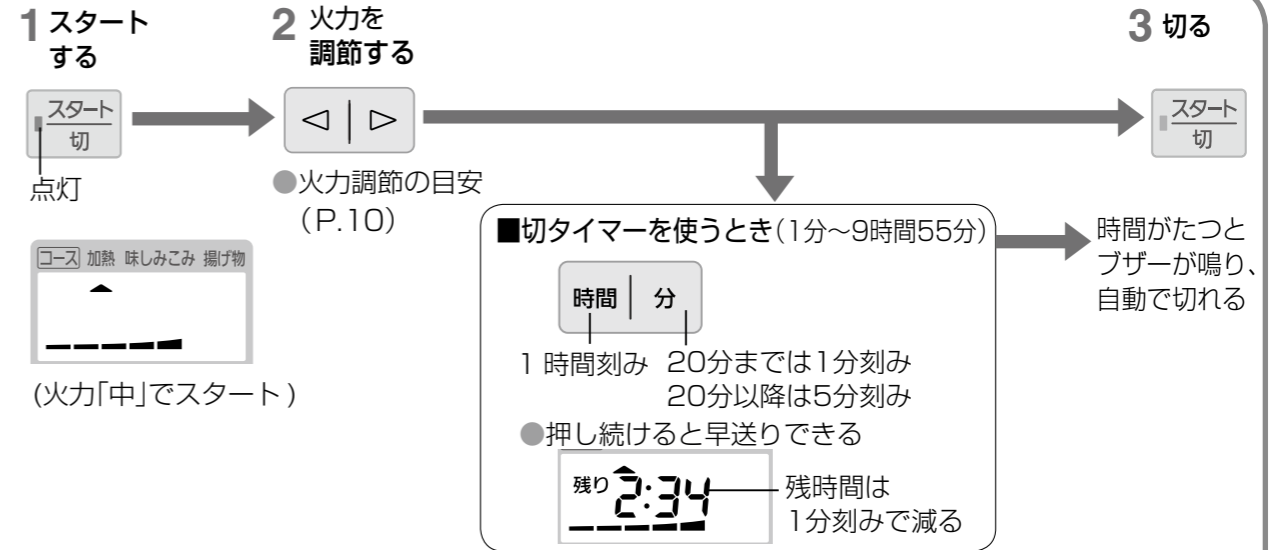 1 スタート
する
スタート
切
点灯
コース 加熱 味しみこみ 揚げ物
(火力「中」でスタート)
2 火力を
調節する
◁ | ▷
●火力調節の目安
(P.10)
■切タイマーを使うとき(1分~9時間55分)
時間 分
1時間刻み
20分までは1分刻み
20分以降は5分刻み
●押し続けると早送りできる
残り 2:34
残時間は
1分刻みで減る
時間がたつと
ブザーが鳴り、
自動で切れる
3 切る
スタート
切